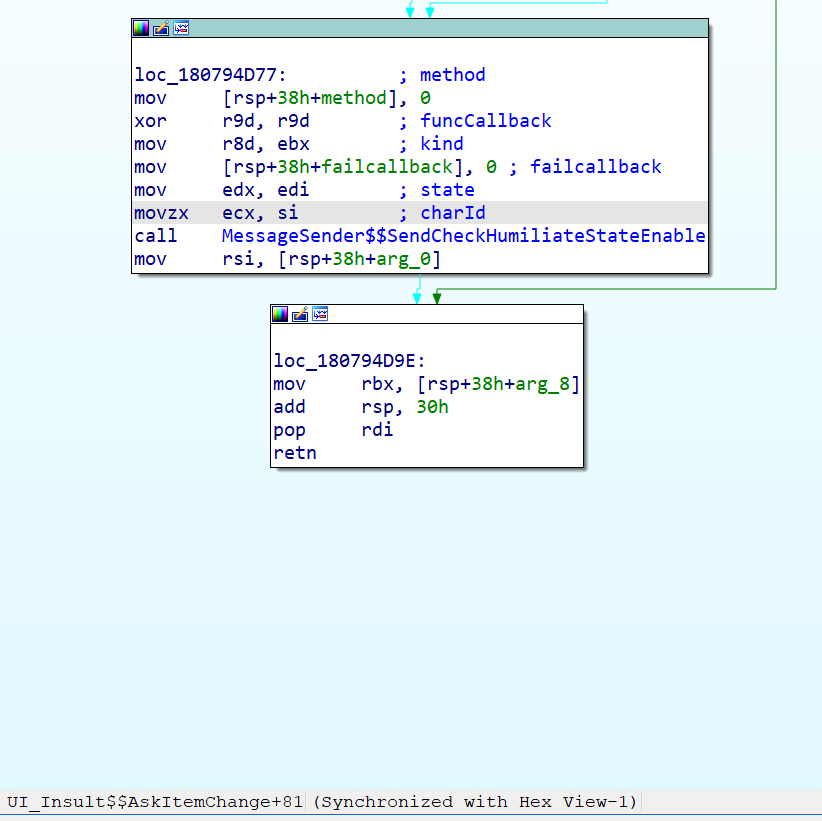 loc_180794D77: ; method
mov [rsp+38h+method], 0
xor r9d, r9d ; funcCallback
mov r8d, ebx ; kind
mov [rsp+38h+failcallback], 0 ; failcallback
mov edx, edi ; state
movzx ecx, si ; charId
call MessageSender$$SendCheckHumiliateStateEnable
mov rsi, [rsp+38h+arg_0]
loc_180794D9E:
mov rbx, [rsp+38h+arg_8]
add rsp, 30h
pop rdi
retn
UI_Insult$$AskItemChange+81 (Synchronized with Hex View-1)